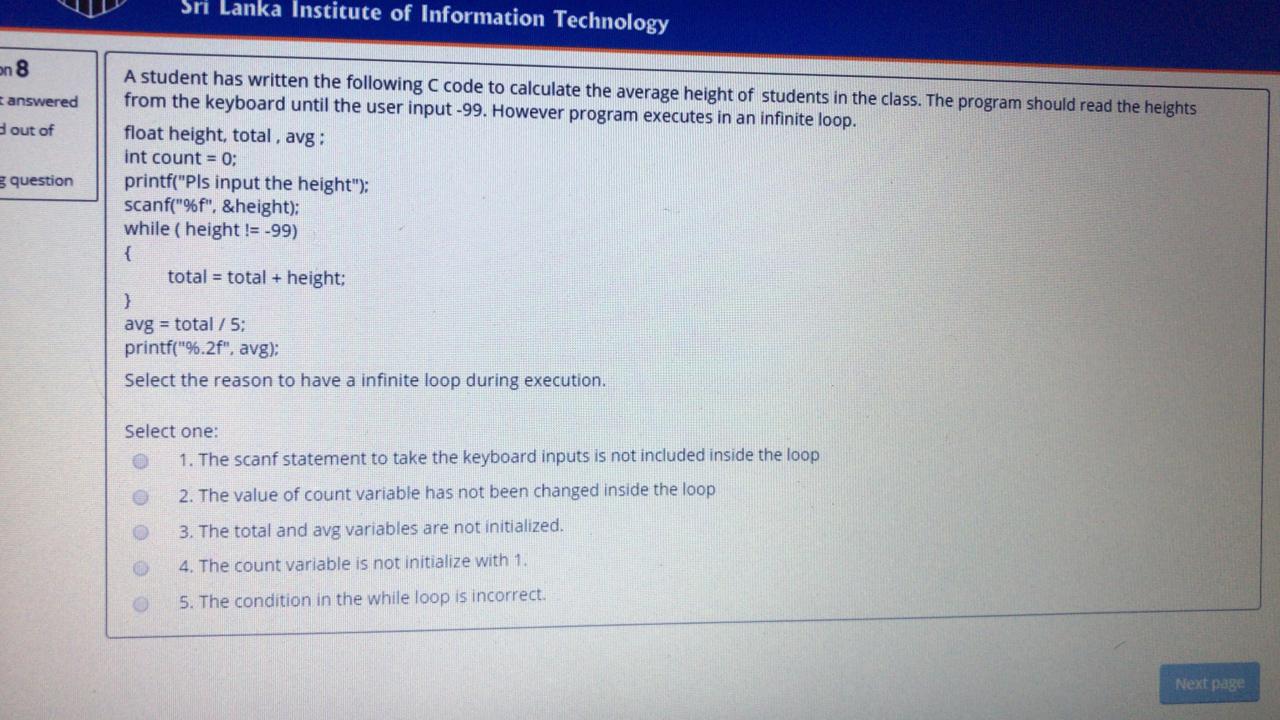 Sri Lanka Institute of Information Technology
on 8
answered
d out of
question
A student has written the following C code to calculate the average height of students in the class. The program should read the heights
from the keyboard until the user input -99. However program executes in an infinite loop.
float height, total , avg ;
int count = 0;
printf("Pls input the height");
scanf("%f", &height);
while ( height != -99)
{
total = total + height;
}
avg = total / 5;
printf("%.2f", avg);
Select the reason to have a infinite loop during execution.
Select one:
1. The scanf statement to take the keyboard inputs is not included inside the loop
2. The value of count variable has not been changed inside the loop
3. The total and avg variables are not initialized.
4. The count variable is not initialize with 1.
5. The condition in the while loop is incorrect.
Next page